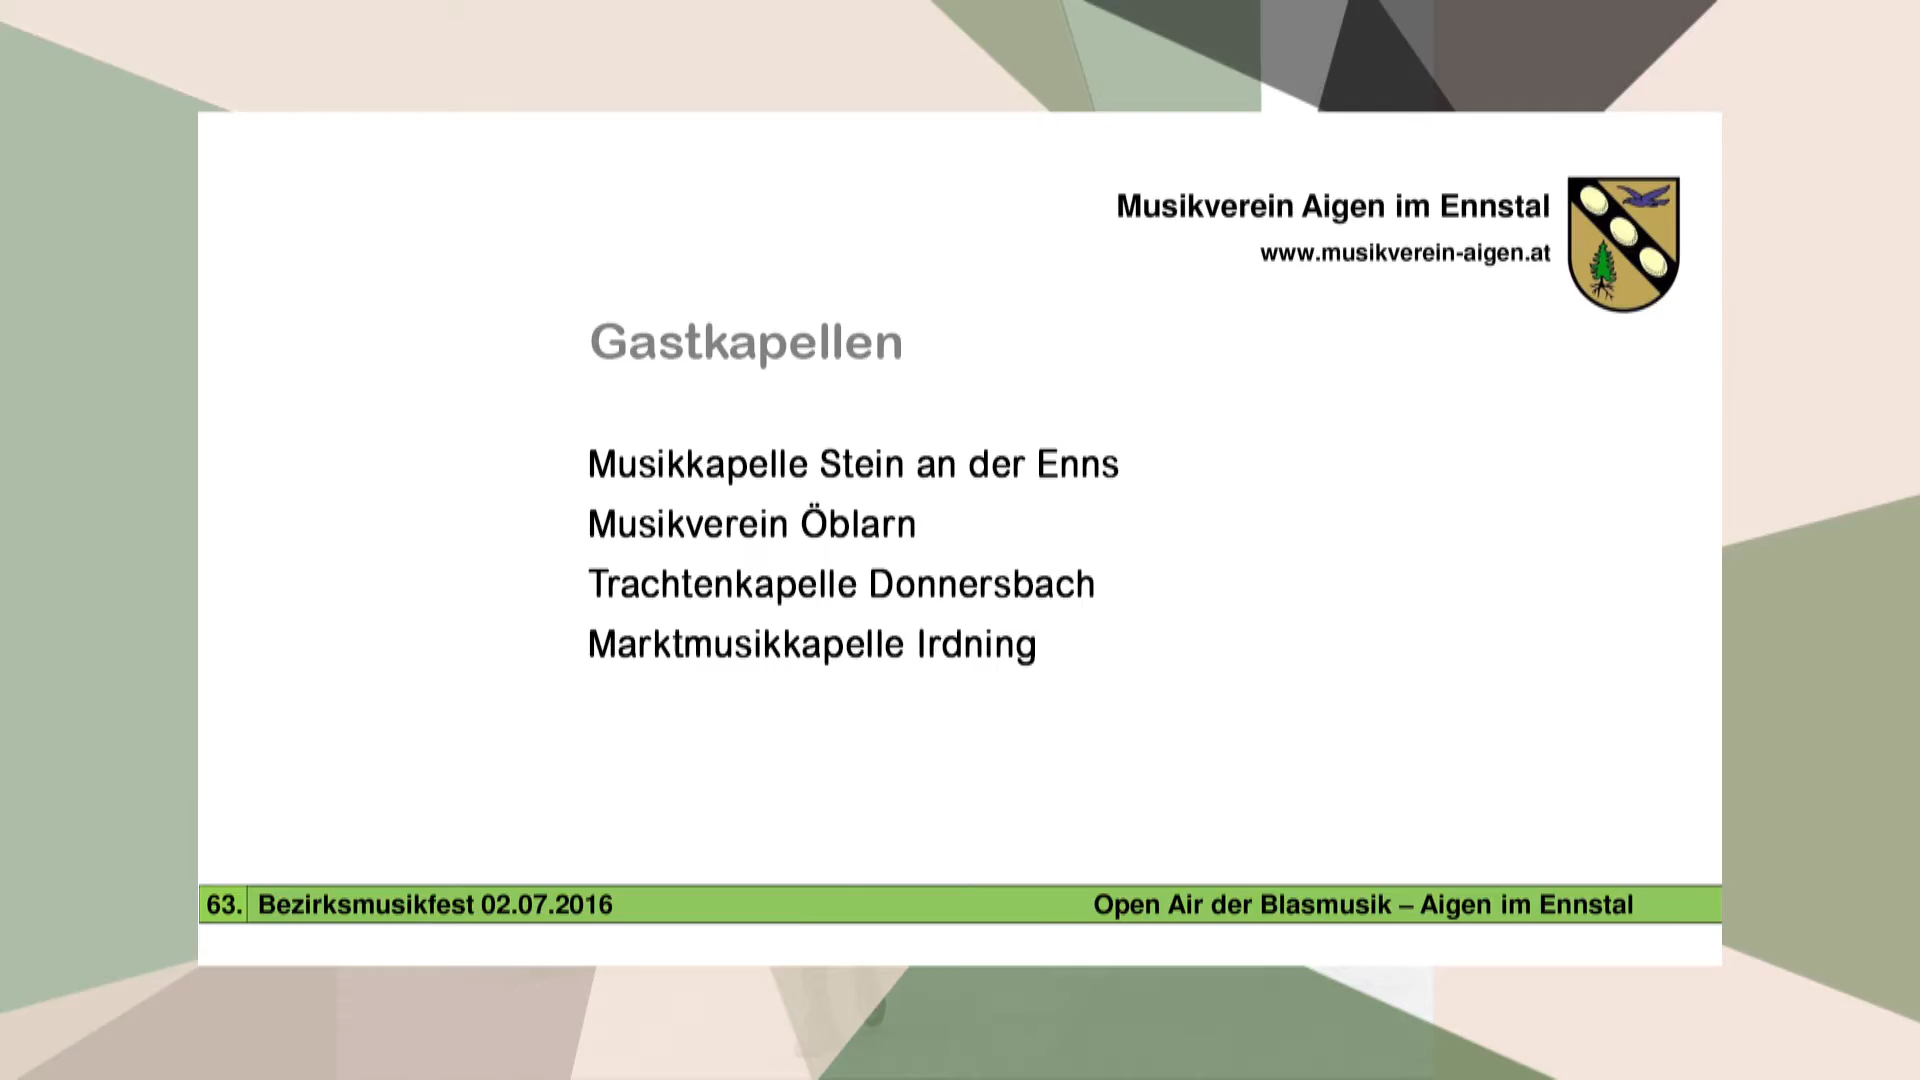 Musikverein Aigen im Ennstal
www.musikverein-aigen.at
Gastkapellen
Musikkapelle Stein an der Enns
Musikverein Öblarn
Trachtenkapelle Donnersbach
Marktmusikkapelle Irdning
63. Bezirksmusikfest 02.07.2016
Open Air der Blasmusik – Aigen im Ennstal